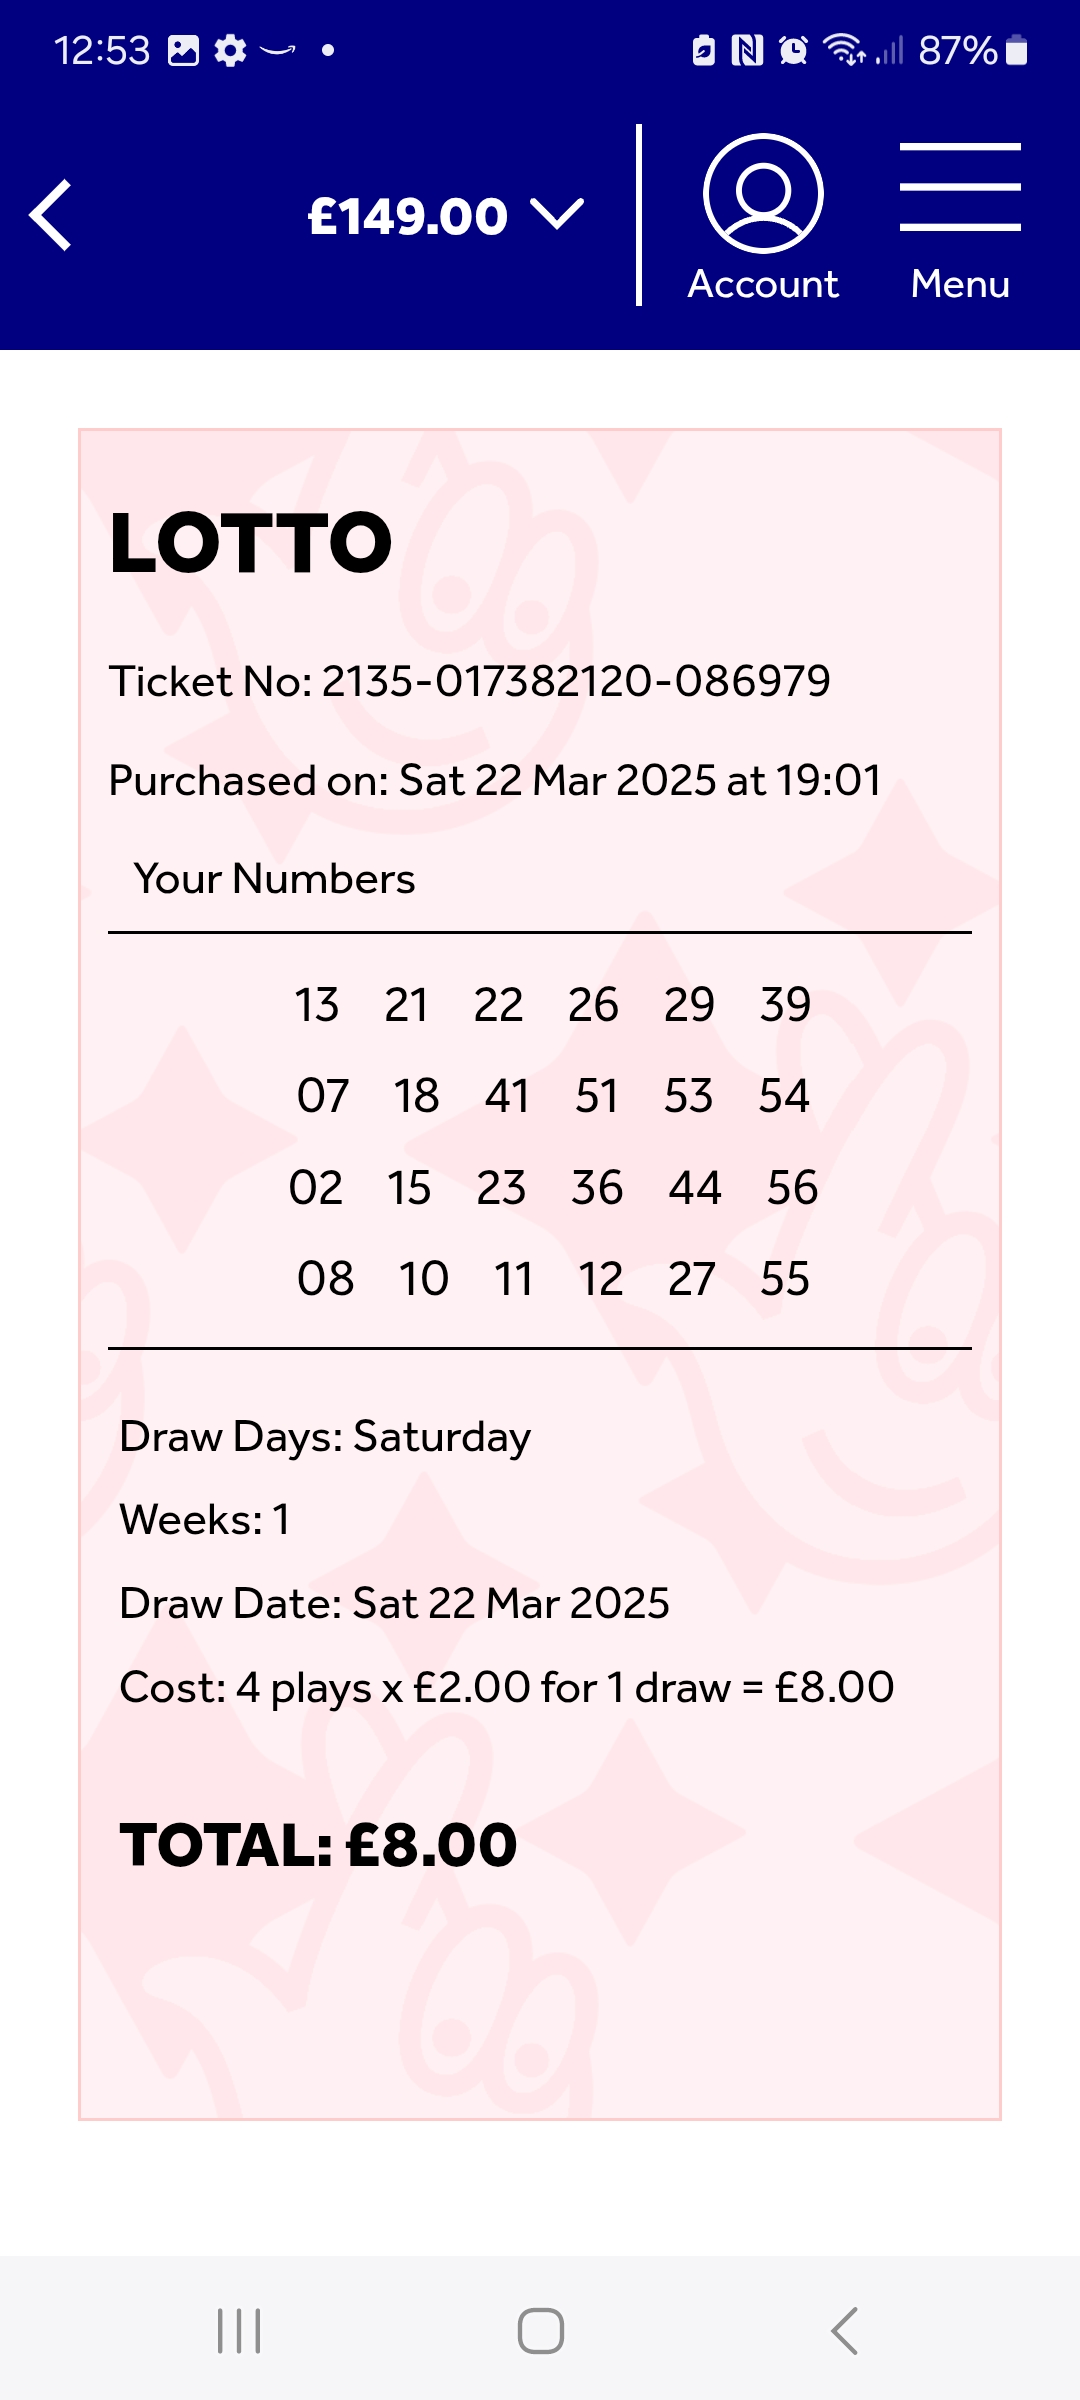 12:53 87%
£149.00
Account Menu
LOTTO
Ticket No: 2135-017382120-086979
Purchased on: Sat 22 Mar 2025 at 19:01
Your Numbers
13 21 22 26 29 39
07 18 41 51 53 54
02 15 23 36 44 56
08 10 11 12 27 55
Draw Days: Saturday
Weeks: 1
Draw Date: Sat 22 Mar 2025
Cost: 4 plays x £2.00 for 1 draw = £8.00
TOTAL: £8.00